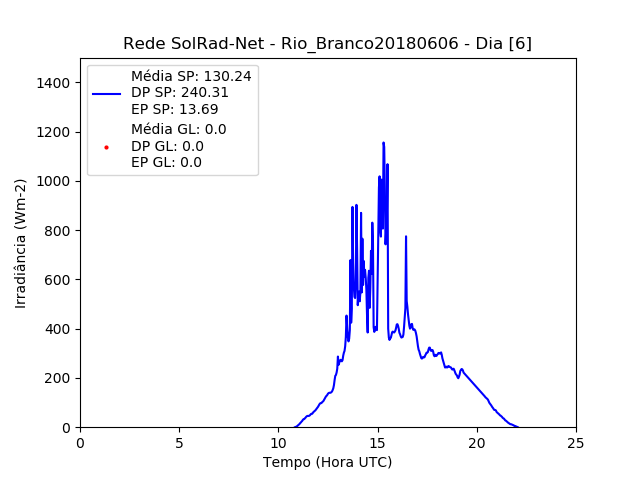 Rede SolRad-Net - Rio_Branco20180606 - Dia [6]
Média SP: 130.24
DP SP: 240.31
EP SP: 13.69
Média GL: 0.0
DP GL: 0.0
EP GL: 0.0
Irradiância (Wm-2)
1400
1200
1000
800
600
400
200
0
0 5 10 15 20 25
Tempo (Hora UTC)